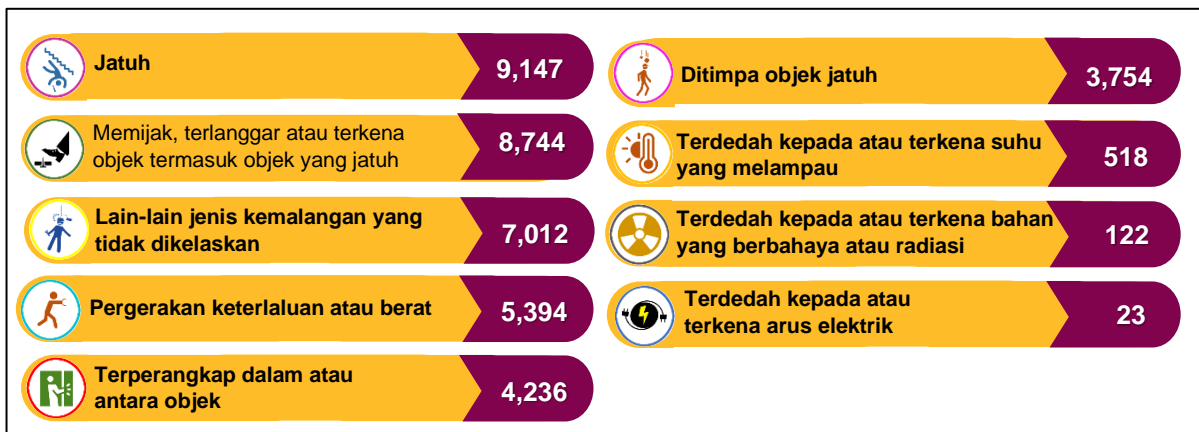 Jatuh
9,147
Memijak, terlanggar atau terkena
objek termasuk objek yang jatuh
8,744
Lain-lain jenis kemalangan yang
tidak dikelaskan
7,012
Pergerakan keterlaluan atau berat
5,394
Terperangkap dalam atau
antara objek
4,236
Ditimpa objek jatuh
3,754
Terdedah kepada atau terkena suhu
yang melampau
518
Terdedah kepada atau terkena bahan
yang berbahaya atau radiasi
122
Terdedah kepada atau
terkena arus elektrik
23